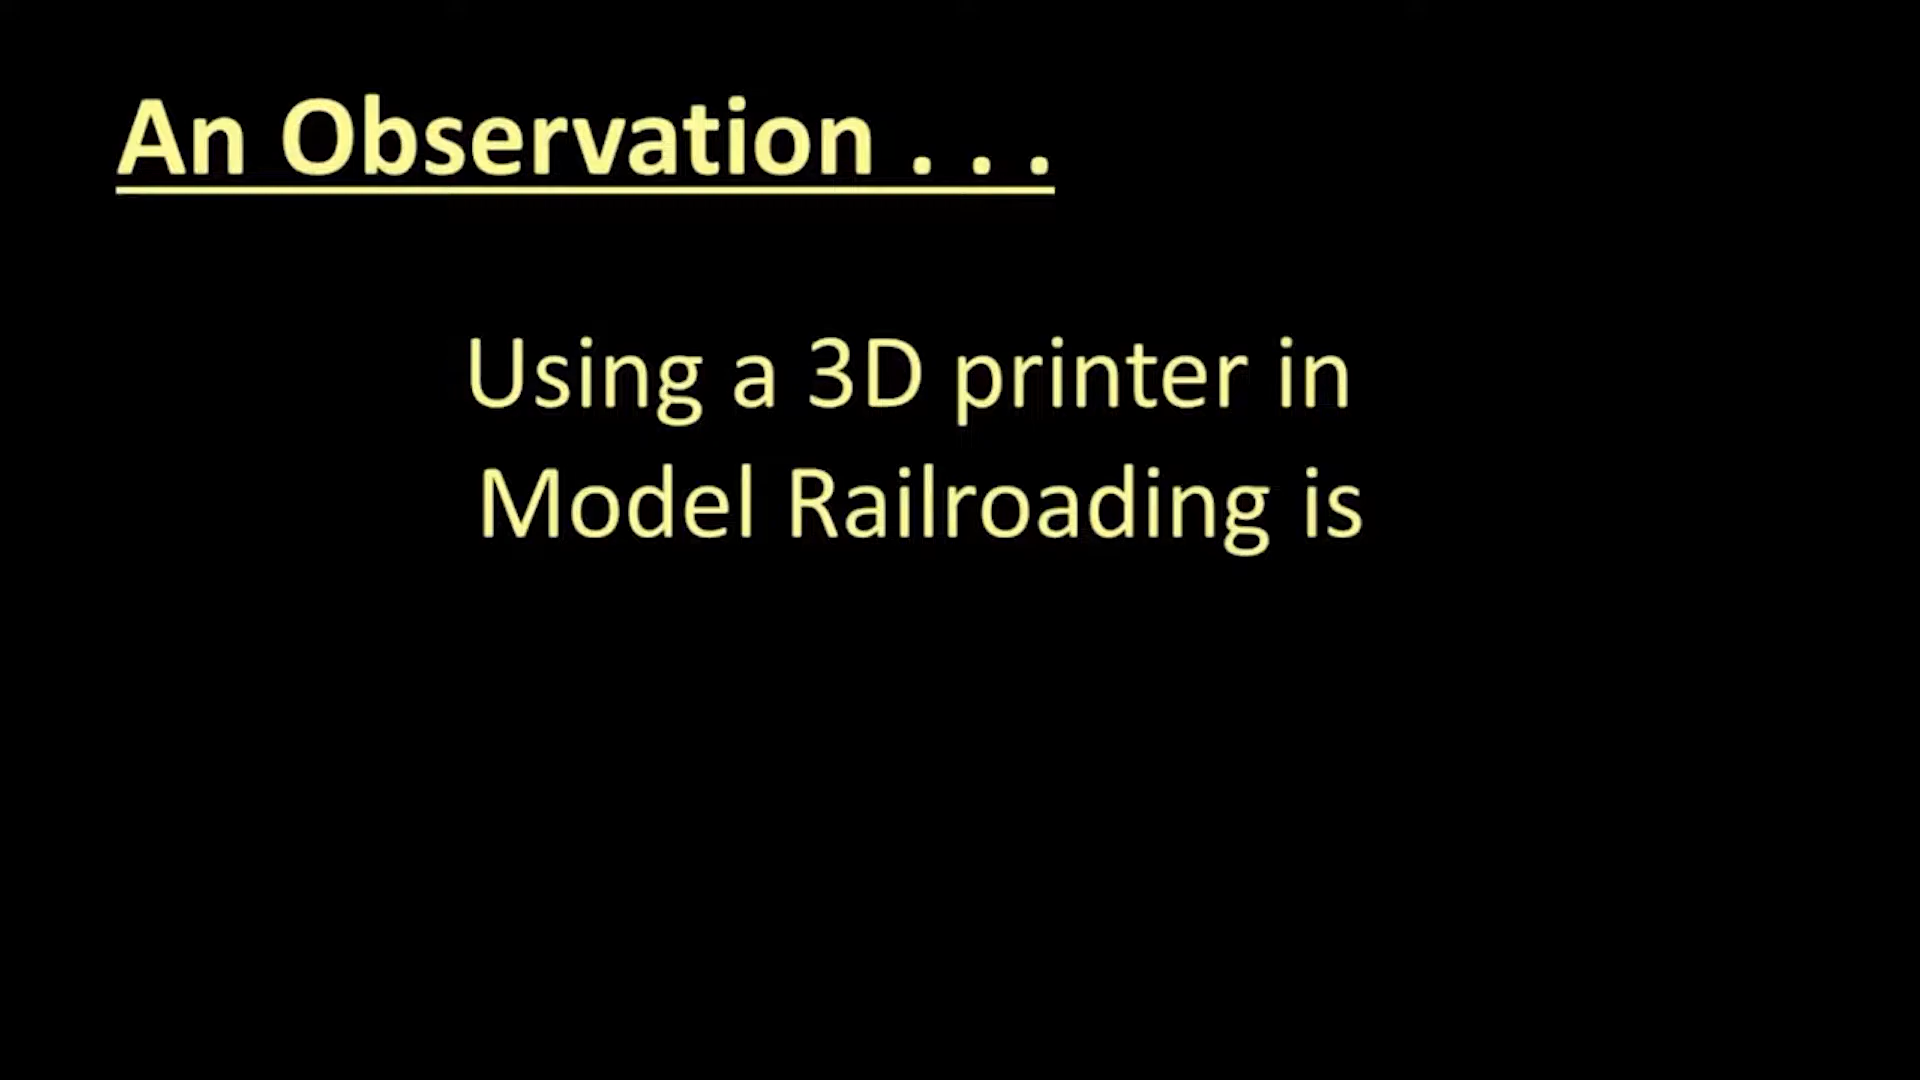 An Observation . . .
Using a 3D printer in
Model Railroading is